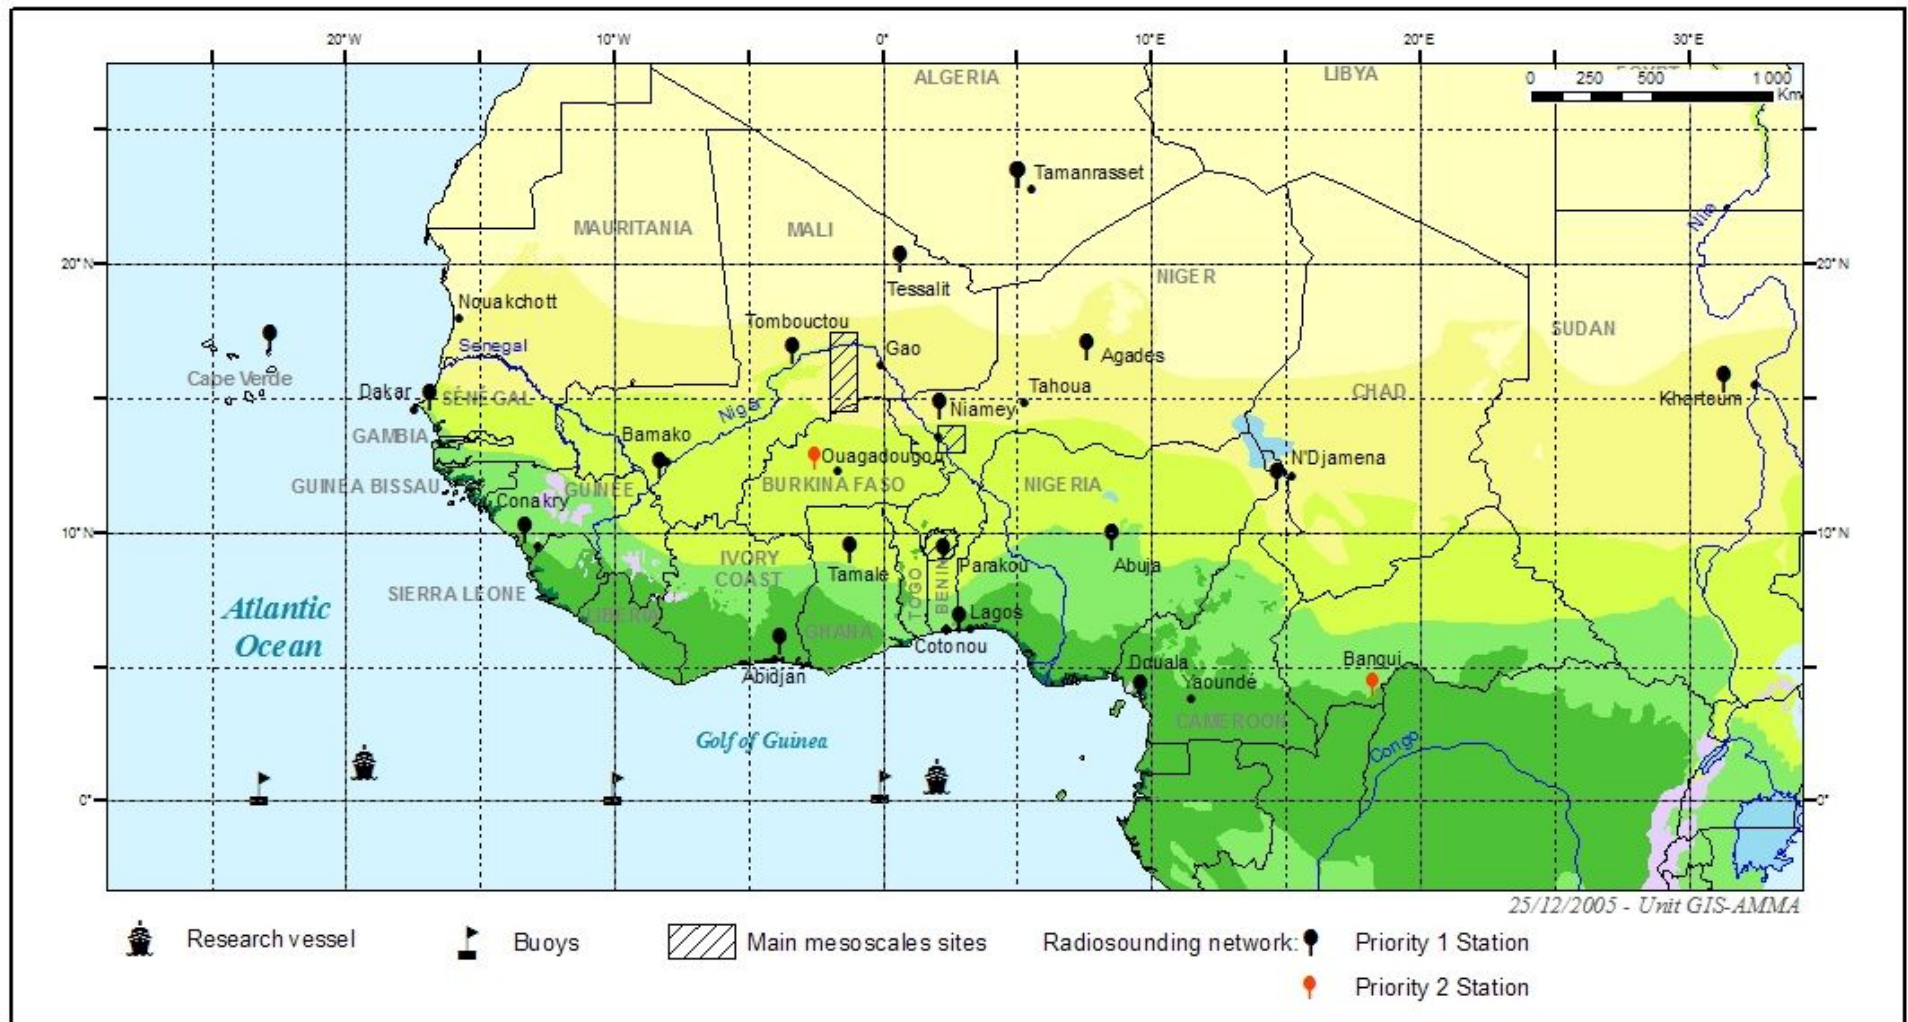 20°W 10°W 0° 10°E 20°E 30°E
ALGERIA
LIBYA
0 250 500 1 000
Km
Tamanrasset
MAURITANIA
MALI
Nile
20°N
20°N
NIGER
Tessalit
Nouakchott
Tombouctou
SUDAN
Senegal
Gao
Agades
Cape Verde
Dakar
SÉNÉGAL
Tahoua
CHAD
Khartoum
Niger
Niamey
GAMBIA
Bamako
Ouagadougou
N'Djamena
GUINEA BISSAU
GUINÉE
BURKINA FASO
NIGERIA
Conakry
10°N
10°N
IVORY
COAST
Tamale
Parakou
Abuja
TOGO
BENIN
SIERRA LEONE
LIBERIA
GHANA
Lagos
Atlantic
Ocean
Cotonou
Abidjan
Douala
Bangui
Yaoundé
CAMEROON
Golf of Guinea
Congo
0°
0°
25/12/2005 - Unit GIS-AMMA
Research vessel
Buoys
Main mesoscales sites
Radiosounding network:
Priority 1 Station
Priority 2 Station